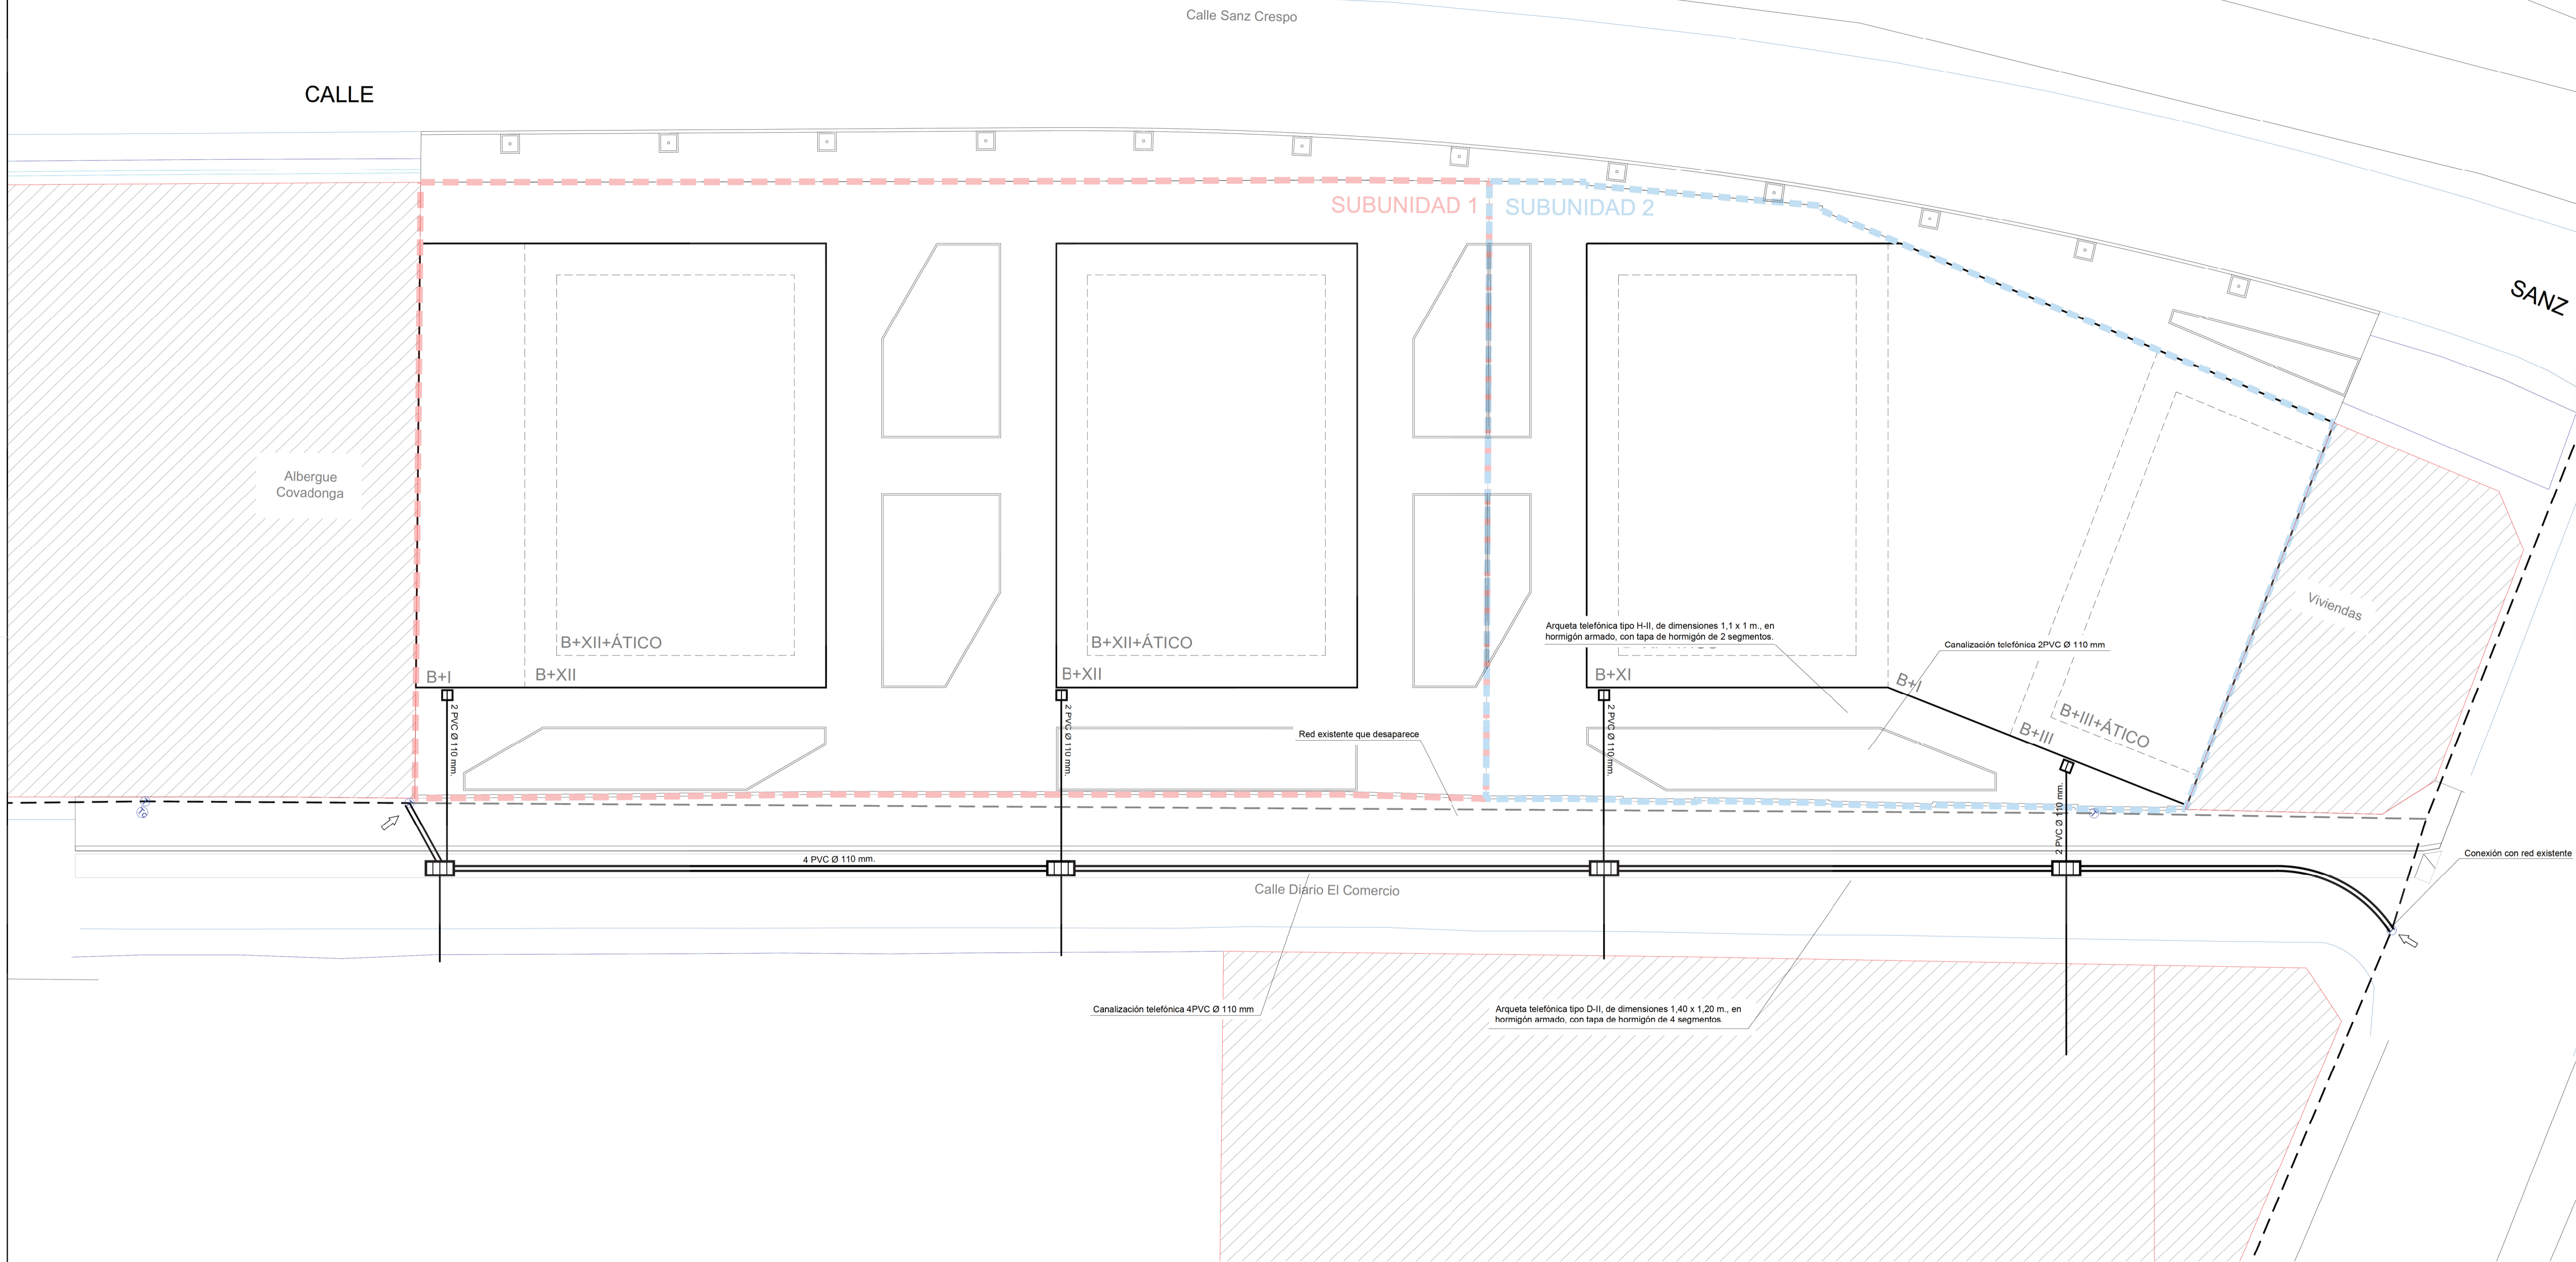 Calle Sanz Crespo
CALLE
SANZ
SUBUNIDAD 1
SUBUNIDAD 2
Albergue
Covadonga
Viviendas
Arqueta telefónica tipo H-II, de dimensiones 1,1 x 1 m., en
hormigón armado, con tapa de hormigón de 2 segmentos.
Canalización telefónica 2PVC Ø 110 mm
B+XII+ÁTICO
B+XII+ÁTICO
B+I
B+XII
B+XII
B+XI
B+I
B+III+ÁTICO
B+III
2 PVC Ø 110 mm.
2 PVC Ø 110 mm.
2 PVC Ø 110 mm.
2 PVC Ø 110 mm.
Red existente que desaparece
4 PVC Ø 110 mm.
Conexión con red existente
Calle Diario El Comercio
Canalización telefónica 4PVC Ø 110 mm
Arqueta telefónica tipo D-II, de dimensiones 1,40 x 1,20 m., en
hormigón armado, con tapa de hormigón de 4 segmentos.